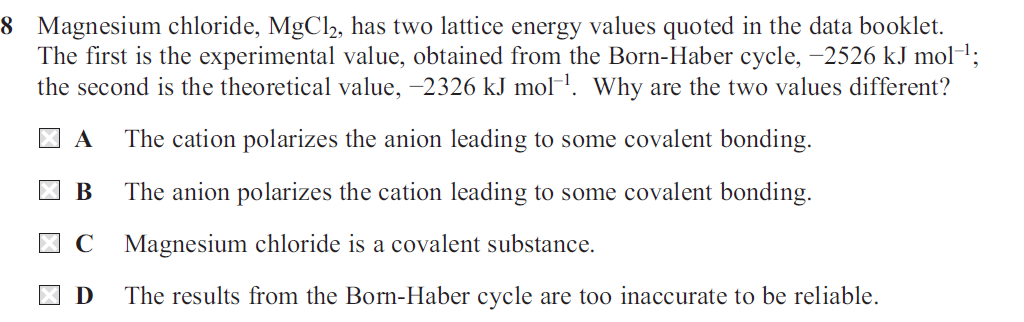 8 Magnesium chloride, MgCl₂, has two lattice energy values quoted in the data booklet.
The first is the experimental value, obtained from the Born-Haber cycle, −2526 kJ mol⁻¹;
the second is the theoretical value, −2326 kJ mol⁻¹. Why are the two values different?
A The cation polarizes the anion leading to some covalent bonding.
B The anion polarizes the cation leading to some covalent bonding.
C Magnesium chloride is a covalent substance.
D The results from the Born-Haber cycle are too inaccurate to be reliable.